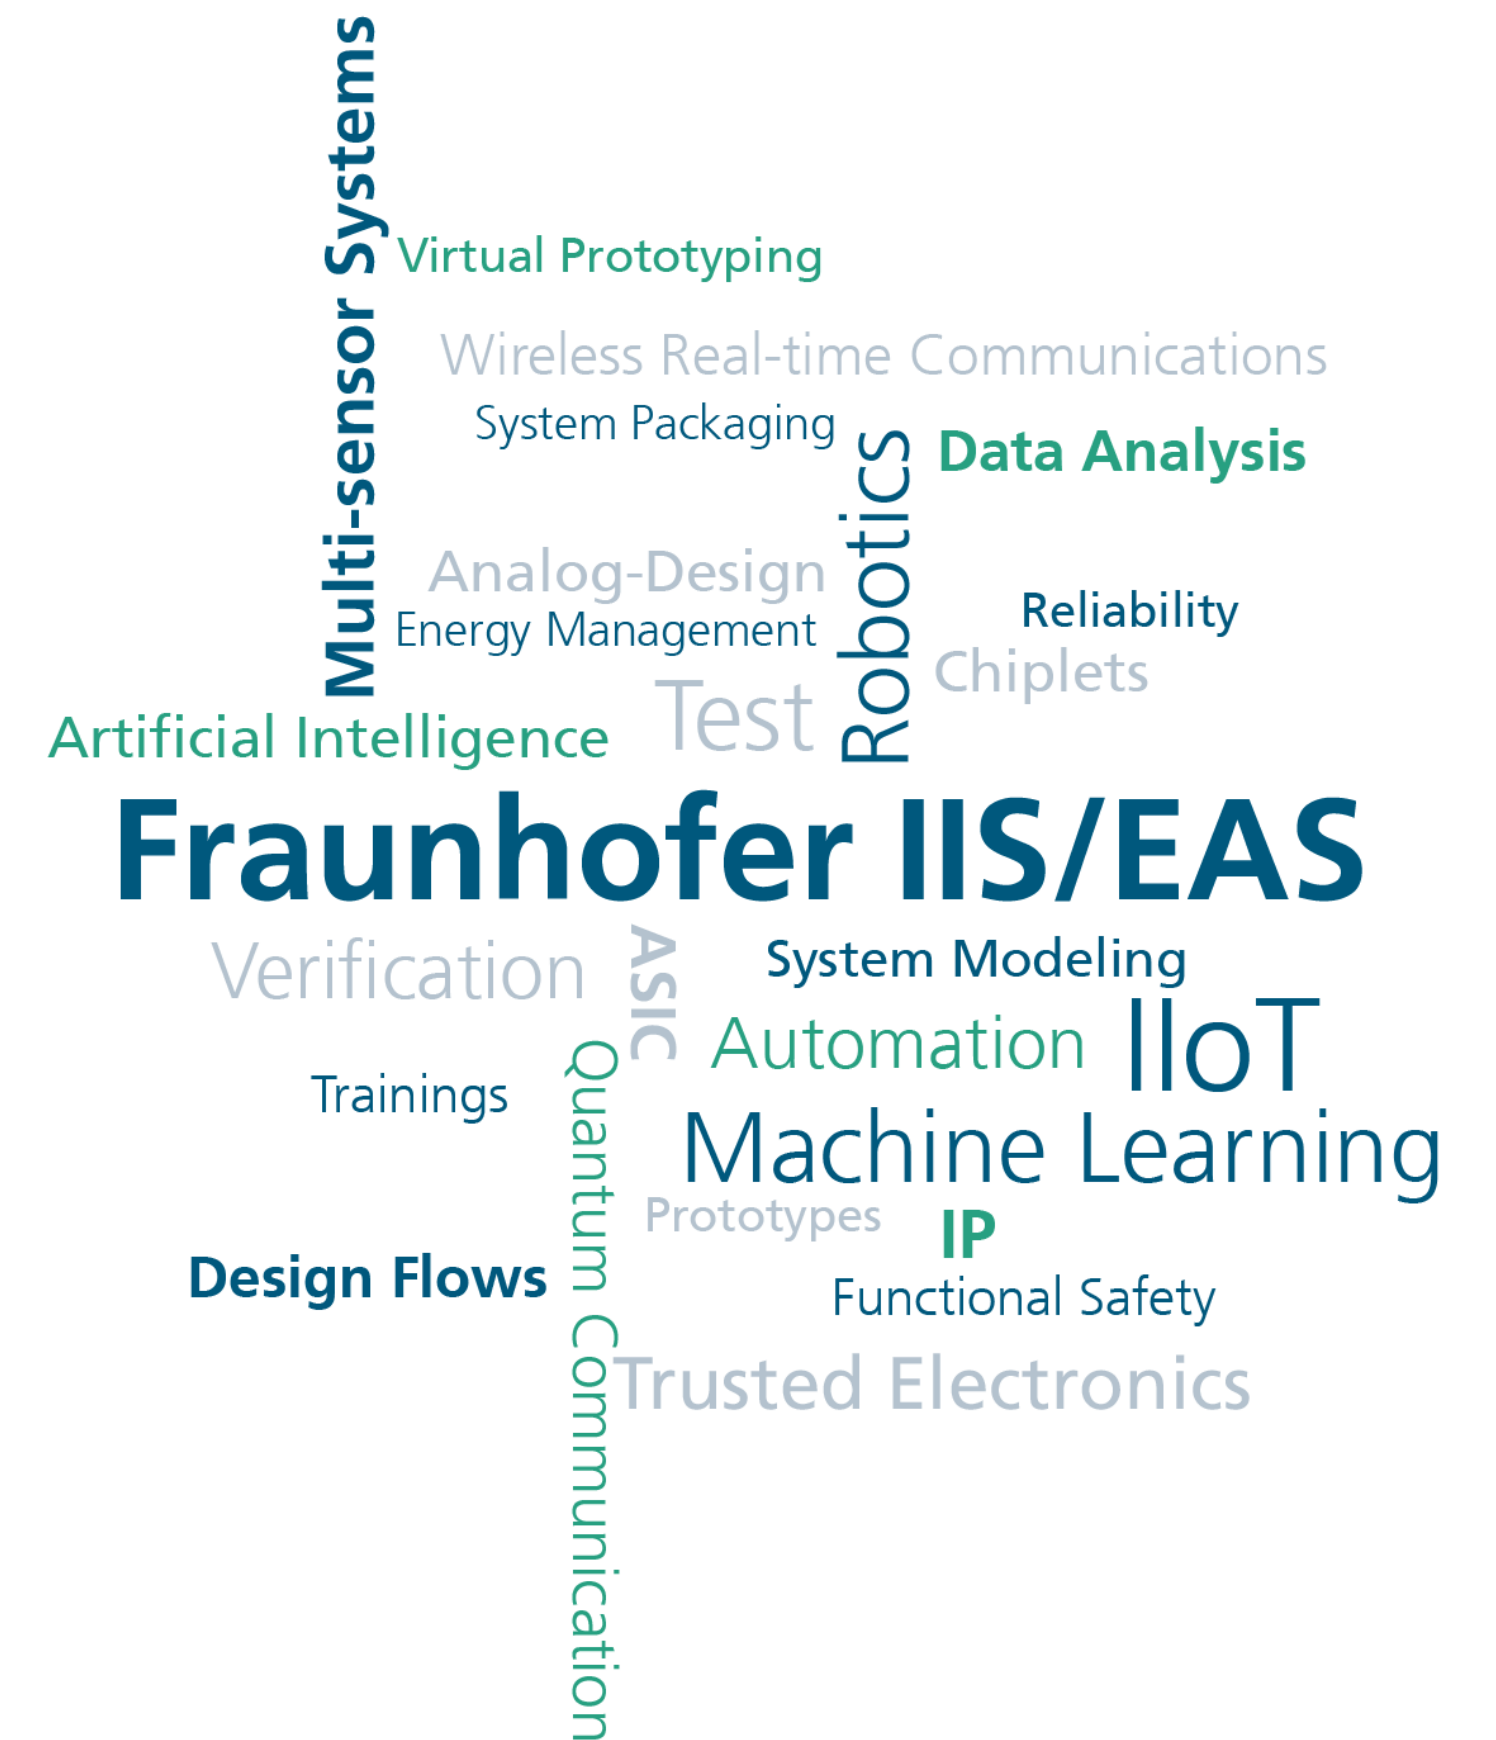 Multi-sensor Systems
Virtual Prototyping
Wireless Real-time Communications
System Packaging
Robotics
Data Analysis
Analog-Design
Reliability
Energy Management
Chiplets
Test
Artificial Intelligence
Fraunhofer IIS/EAS
Verification
ASIC
System Modeling
Automation
IIoT
Quantum Communication
Trainings
Machine Learning
Prototypes
IP
Design Flows
Functional Safety
Trusted Electronics